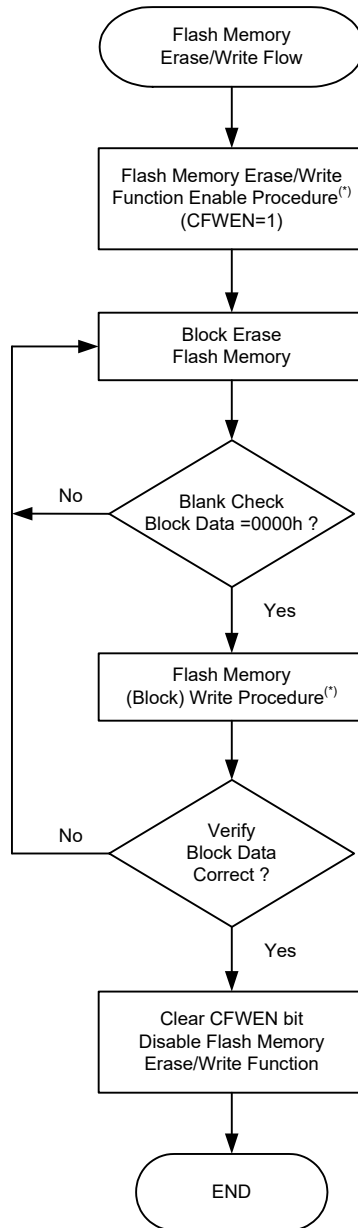 Flash Memory
Erase/Write Flow
Flash Memory Erase/Write
Function Enable Procedure(*)
(CFWEN=1)
Block Erase
Flash Memory
No
Blank Check
Block Data =0000h ?
Yes
Flash Memory
(Block) Write Procedure(*)
No
Verify
Block Data
Correct ?
Yes
Clear CFWEN bit
Disable Flash Memory
Erase/Write Function
END